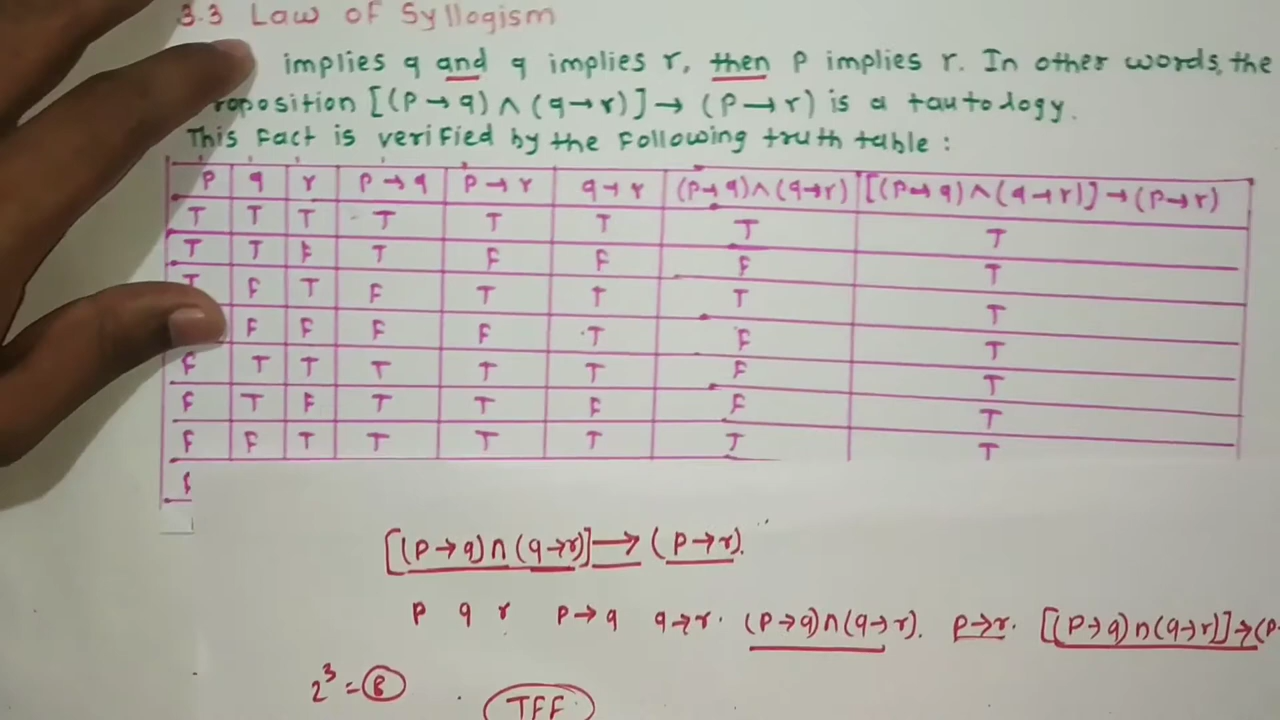 3.3 Law of Syllogism
implies q and q implies r, then p implies r. In other words, the
roposition [(p→q)∧(q→r)]→(p→r) is a tautology.
This fact is verified by the following truth table:
p q r p→q p→r q→r (p→q)∧(q→r) [(p→q)∧(q→r)]→(p→r)
T T T T T T T T
T T F T F F F T
T F T F T T T T
F F F F T F T
F T T T T T F T
F T F T T F F T
F F T T T T T T
[(p→q)∩(q→r)]→(p→r).
p q r p→q q→r. (p→q)∩(q→r). p→r. [(p→q)∩(q→r)]→(p
2³=8
TFF